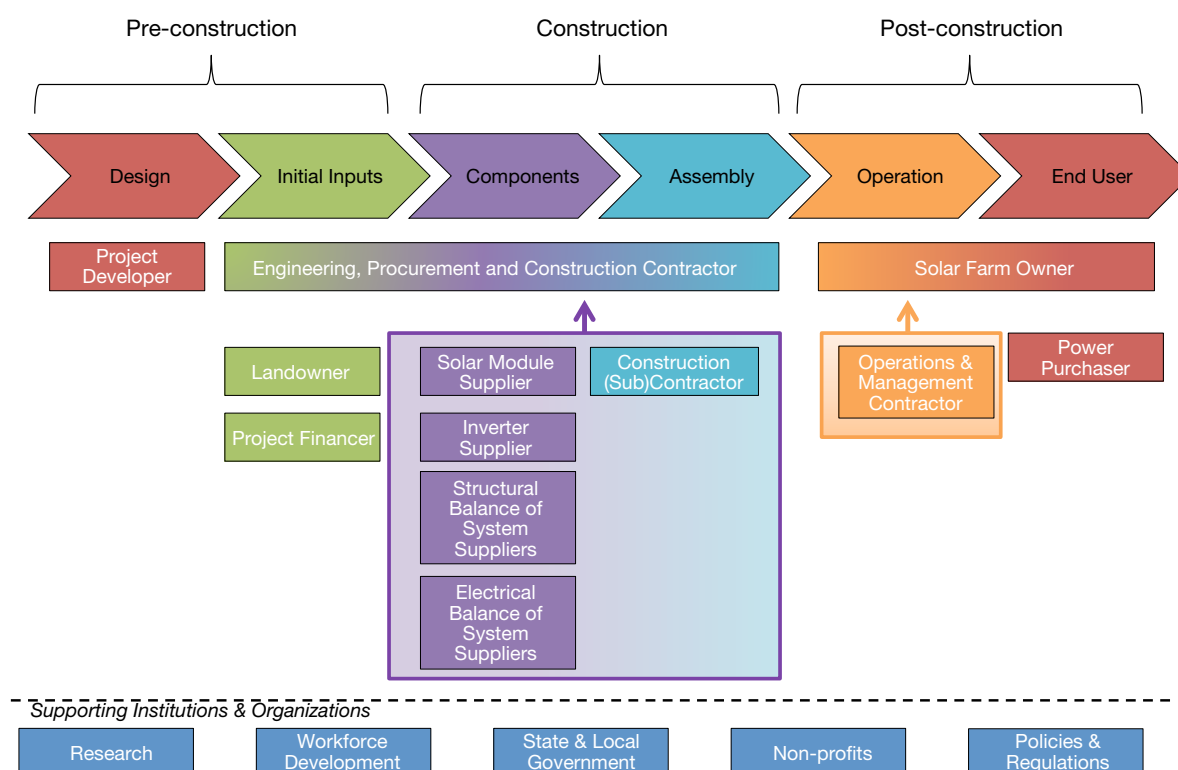 Pre-construction
Construction
Post-construction
Design
Initial Inputs
Components
Assembly
Operation
End User
Project
Developer
Engineering, Procurement and Construction Contractor
Solar Farm Owner
Landowner
Solar Module
Supplier
Construction
(Sub)Contractor
Operations &
Management
Contractor
Power
Purchaser
Project Financer
Inverter
Supplier
Structural
Balance of
System
Suppliers
Electrical
Balance of
System
Suppliers
Supporting Institutions & Organizations
Research
Workforce
Development
State & Local
Government
Non-profits
Policies &
Regulations